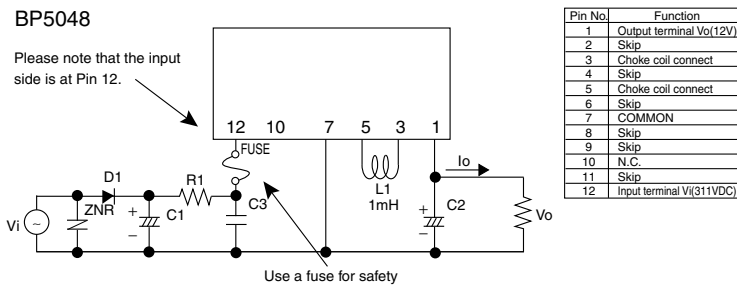 BP5048
Please note that the input
side is at Pin 12.
12 10 7 5 3 1
FUSE
Io
D1
R1
L1
1mH
ZNR
+
C1
C3
+
C2
Vi
Vo
−
−
Use a fuse for safety
Pin No. Function
1 Output terminal Vo(12V)
2 Skip
3 Choke coil connect
4 Skip
5 Choke coil connect
6 Skip
7 COMMON
8 Skip
9 Skip
10 N.C.
11 Skip
12 Input terminal Vi(311VDC)